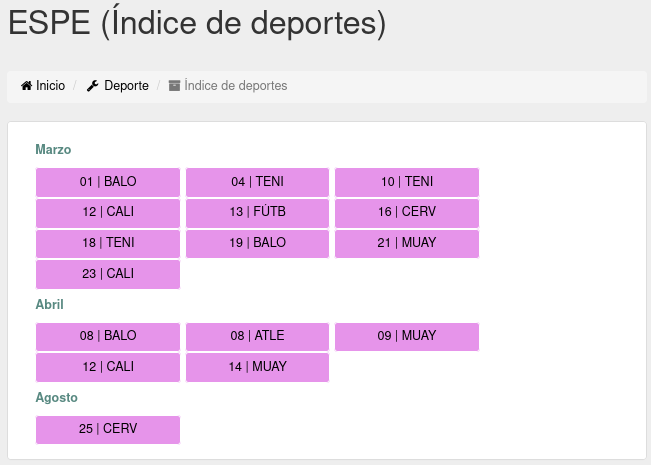 ESPE (Índice de deportes)
Inicio / Deporte / Índice de deportes
Marzo
01 | BALO 04 | TENI 10 | TENI
12 | CALI 13 | FÚTB 16 | CERV
18 | TENI 19 | BALO 21 | MUAY
23 | CALI
Abril
08 | BALO 08 | ATLE 09 | MUAY
12 | CALI 14 | MUAY
Agosto
25 | CERV